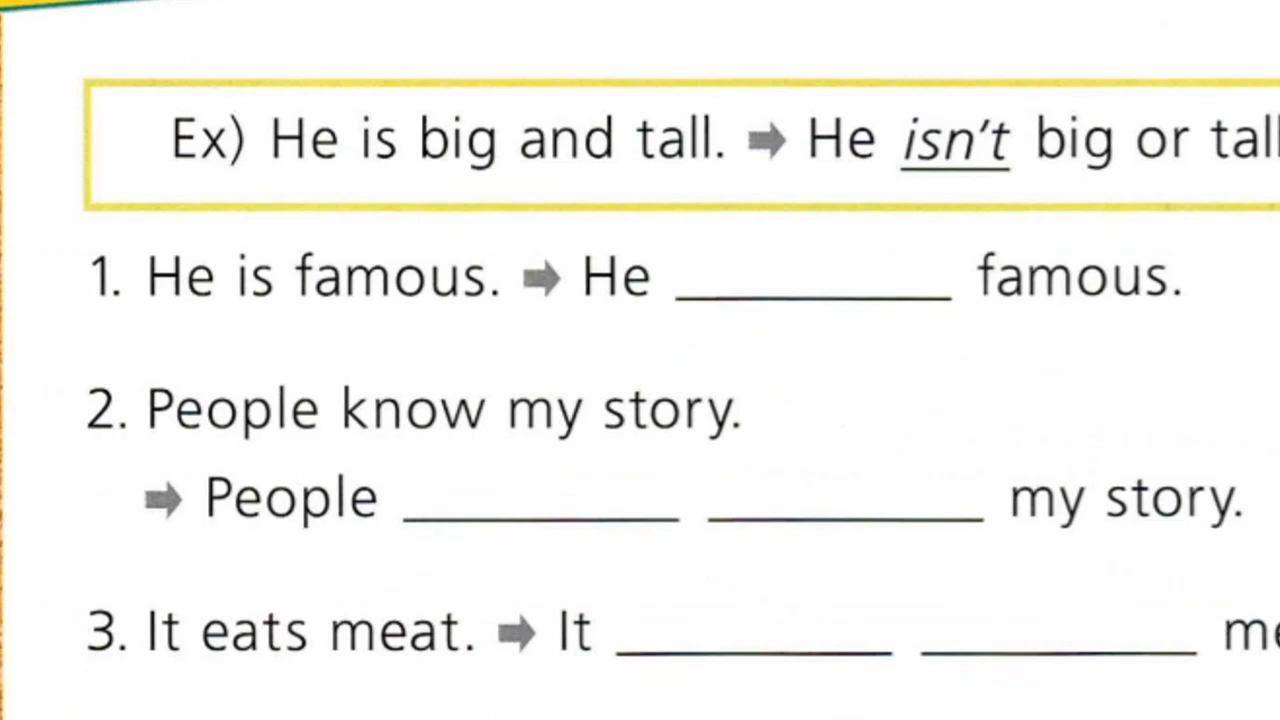 Ex) He is big and tall. ➡ He isn't big or tall
1. He is famous. ➡ He __________ famous.
2. People know my story.
➡ People __________ __________ my story.
3. It eats meat. ➡ It __________ __________